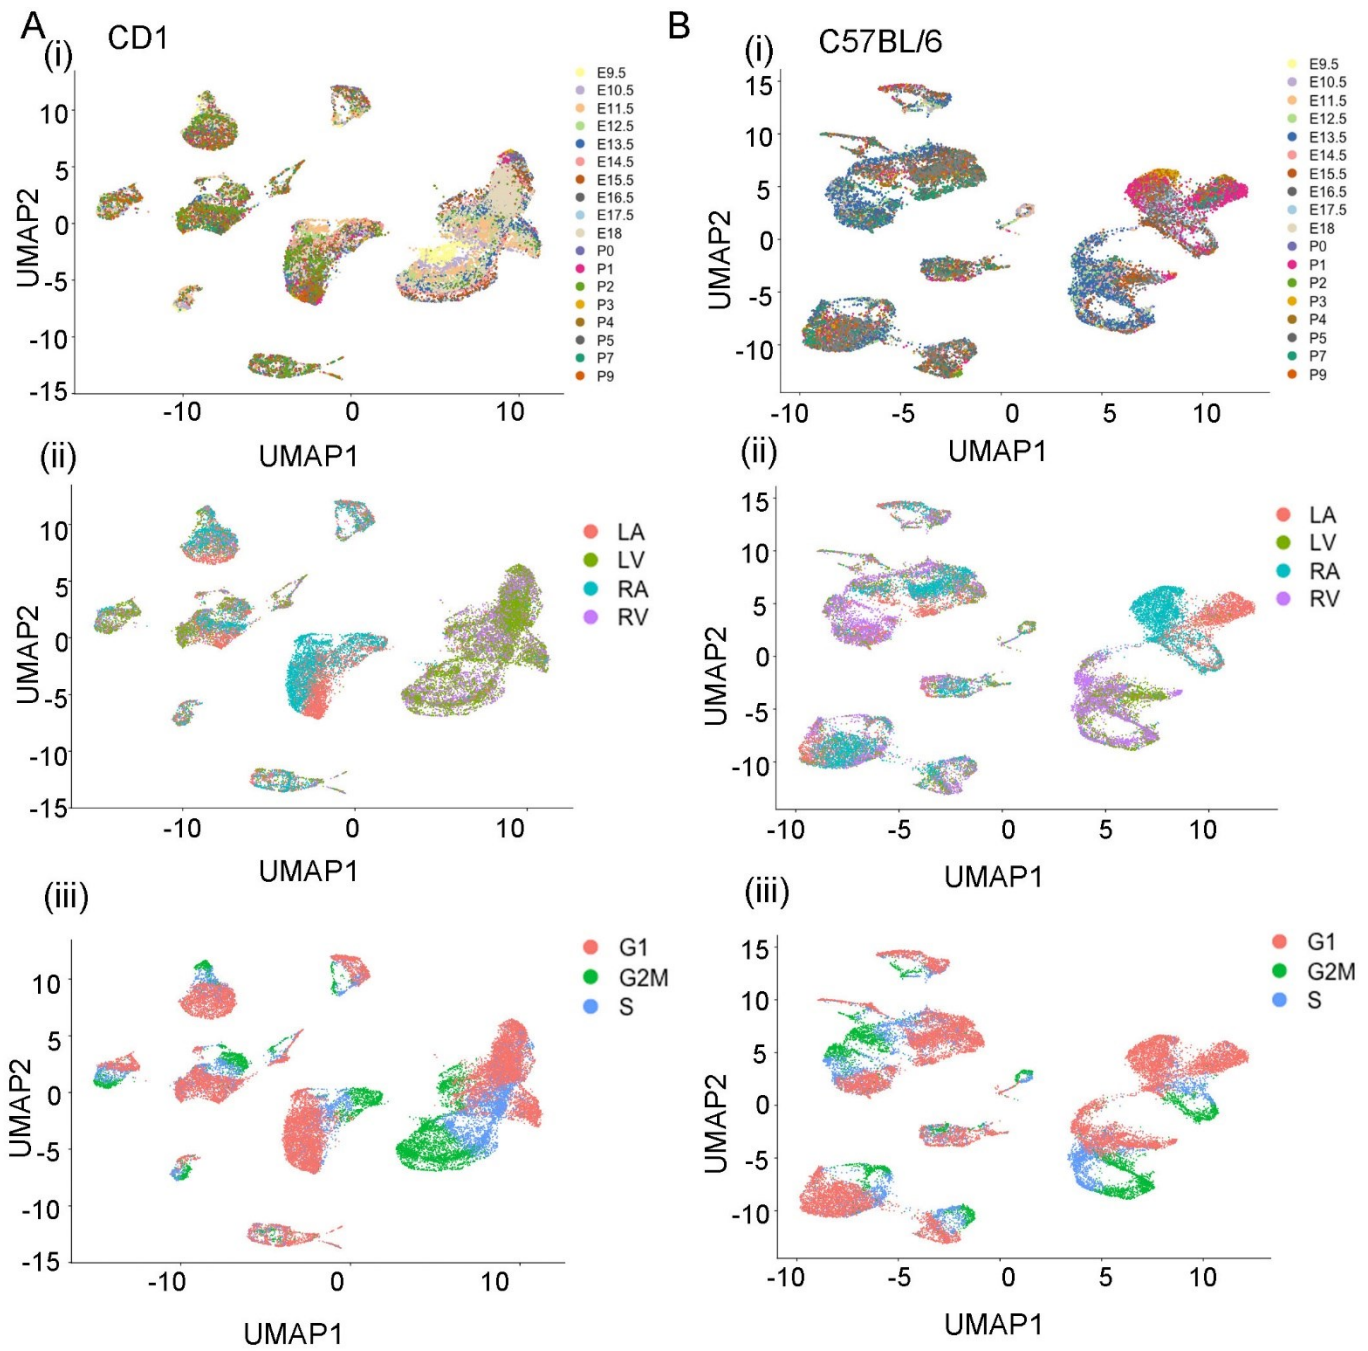 A
CD1
(i)
UMAP2
10
5
0
-5
-10
-15
-10
0
10
UMAP1
E9.5
E10.5
E11.5
E12.5
E13.5
E14.5
E15.5
E16.5
E17.5
E18
P0
P1
P2
P3
P4
P5
P7
P9
B
C57BL/6
(i)
UMAP2
15
10
5
0
-5
-10
-10
-5
0
5
10
UMAP1
E9.5
E10.5
E11.5
E12.5
E13.5
E14.5
E15.5
E16.5
E17.5
E18
P0
P1
P2
P3
P4
P5
P7
P9
(ii)
UMAP2
10
5
0
-5
-10
-15
-10
0
10
UMAP1
LA
LV
RA
RV
(ii)
UMAP2
15
10
5
0
-5
-10
-10
-5
0
5
10
UMAP1
LA
LV
RA
RV
(iii)
UMAP2
10
5
0
-5
-10
-15
-10
0
10
UMAP1
G1
G2M
S
(iii)
UMAP2
15
10
5
0
-5
-10
-10
-5
0
5
10
UMAP1
G1
G2M
S